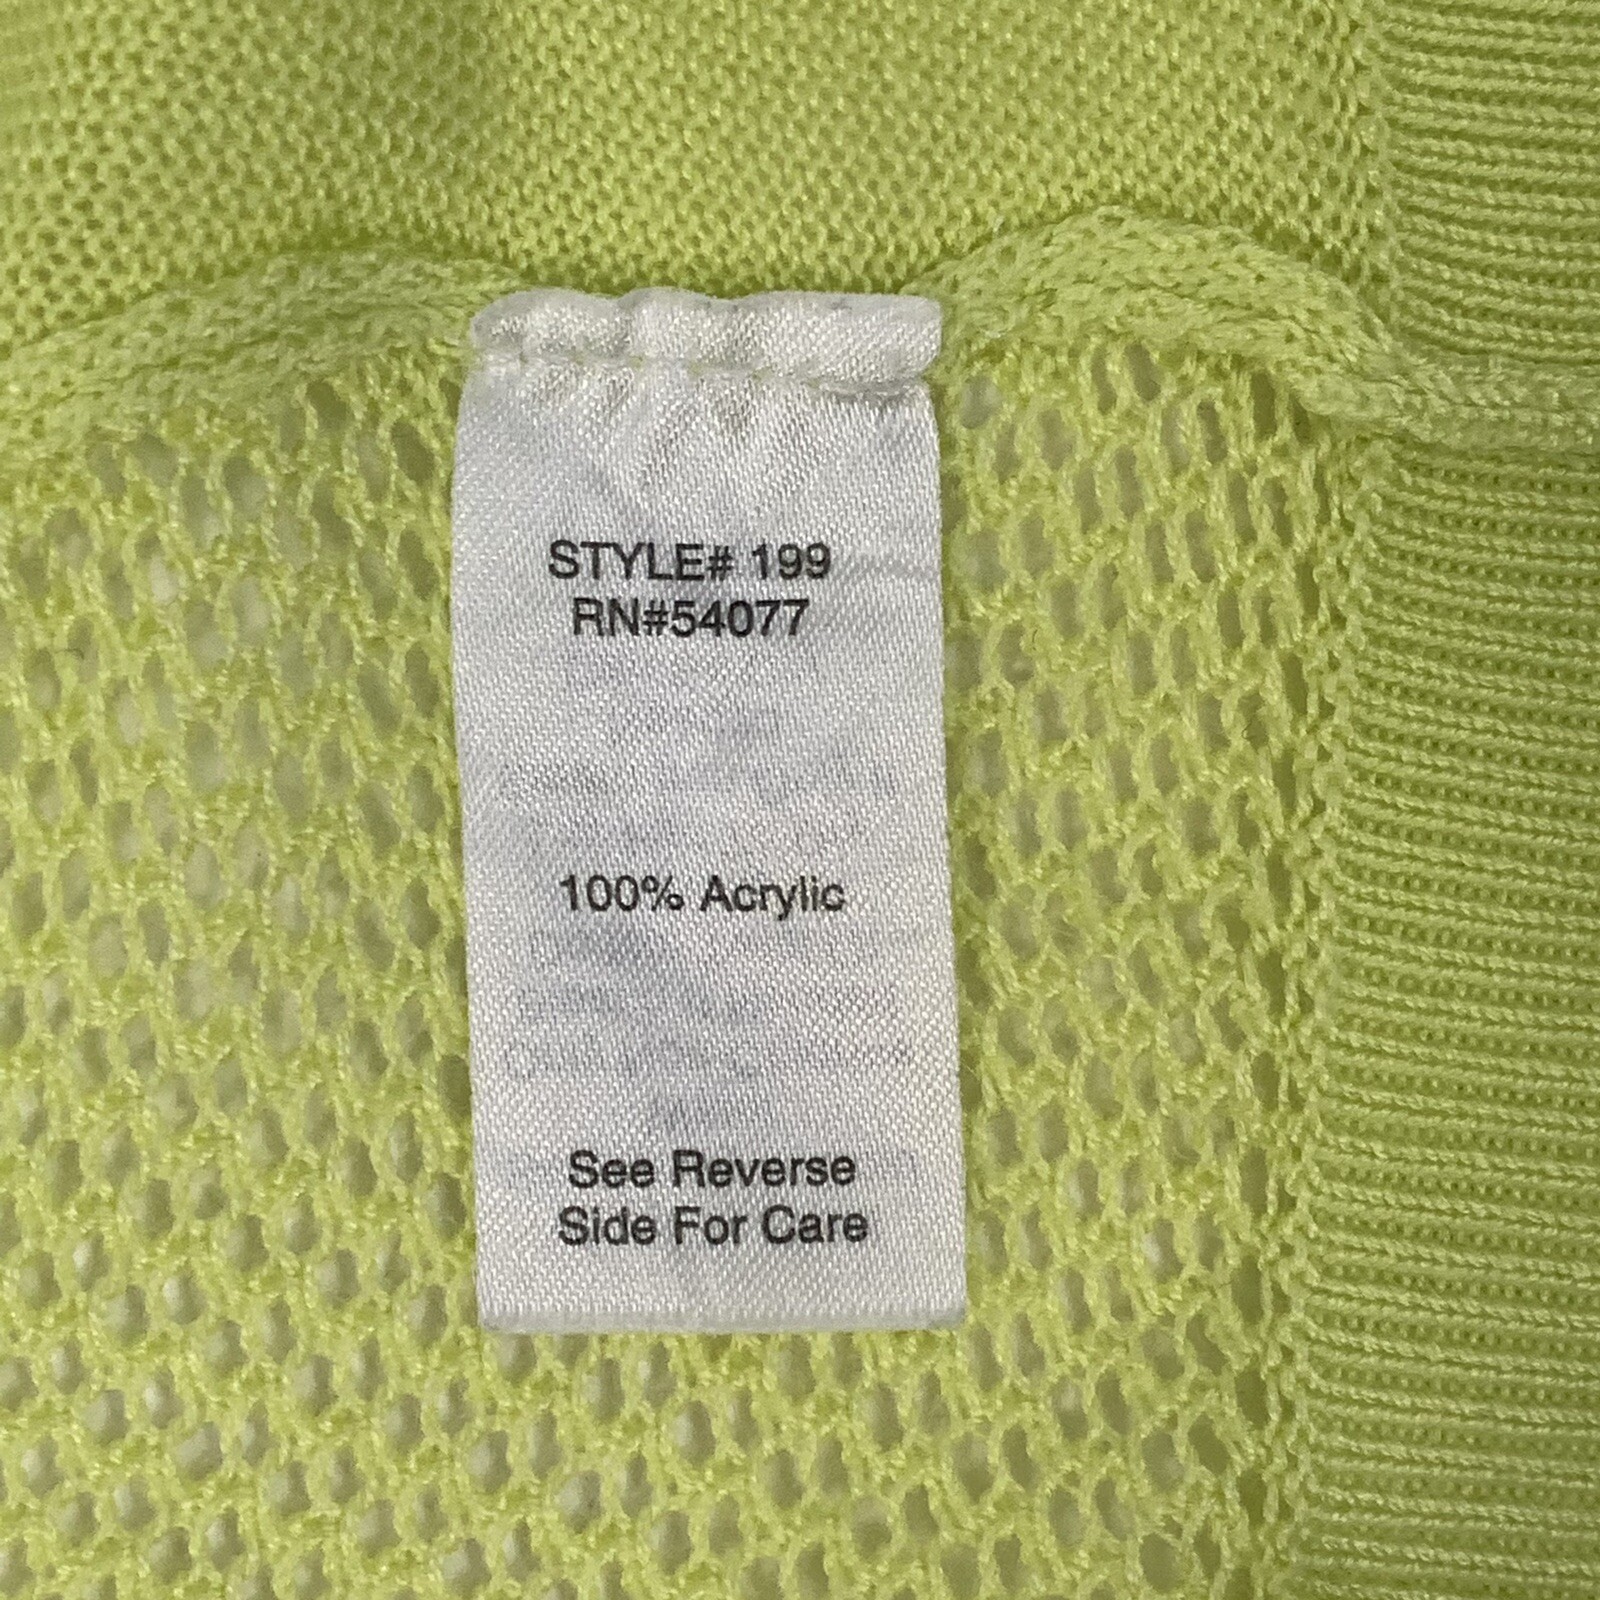 STYLE# 199
RN#54077
100% Acrylic
See Reverse
Side For Care